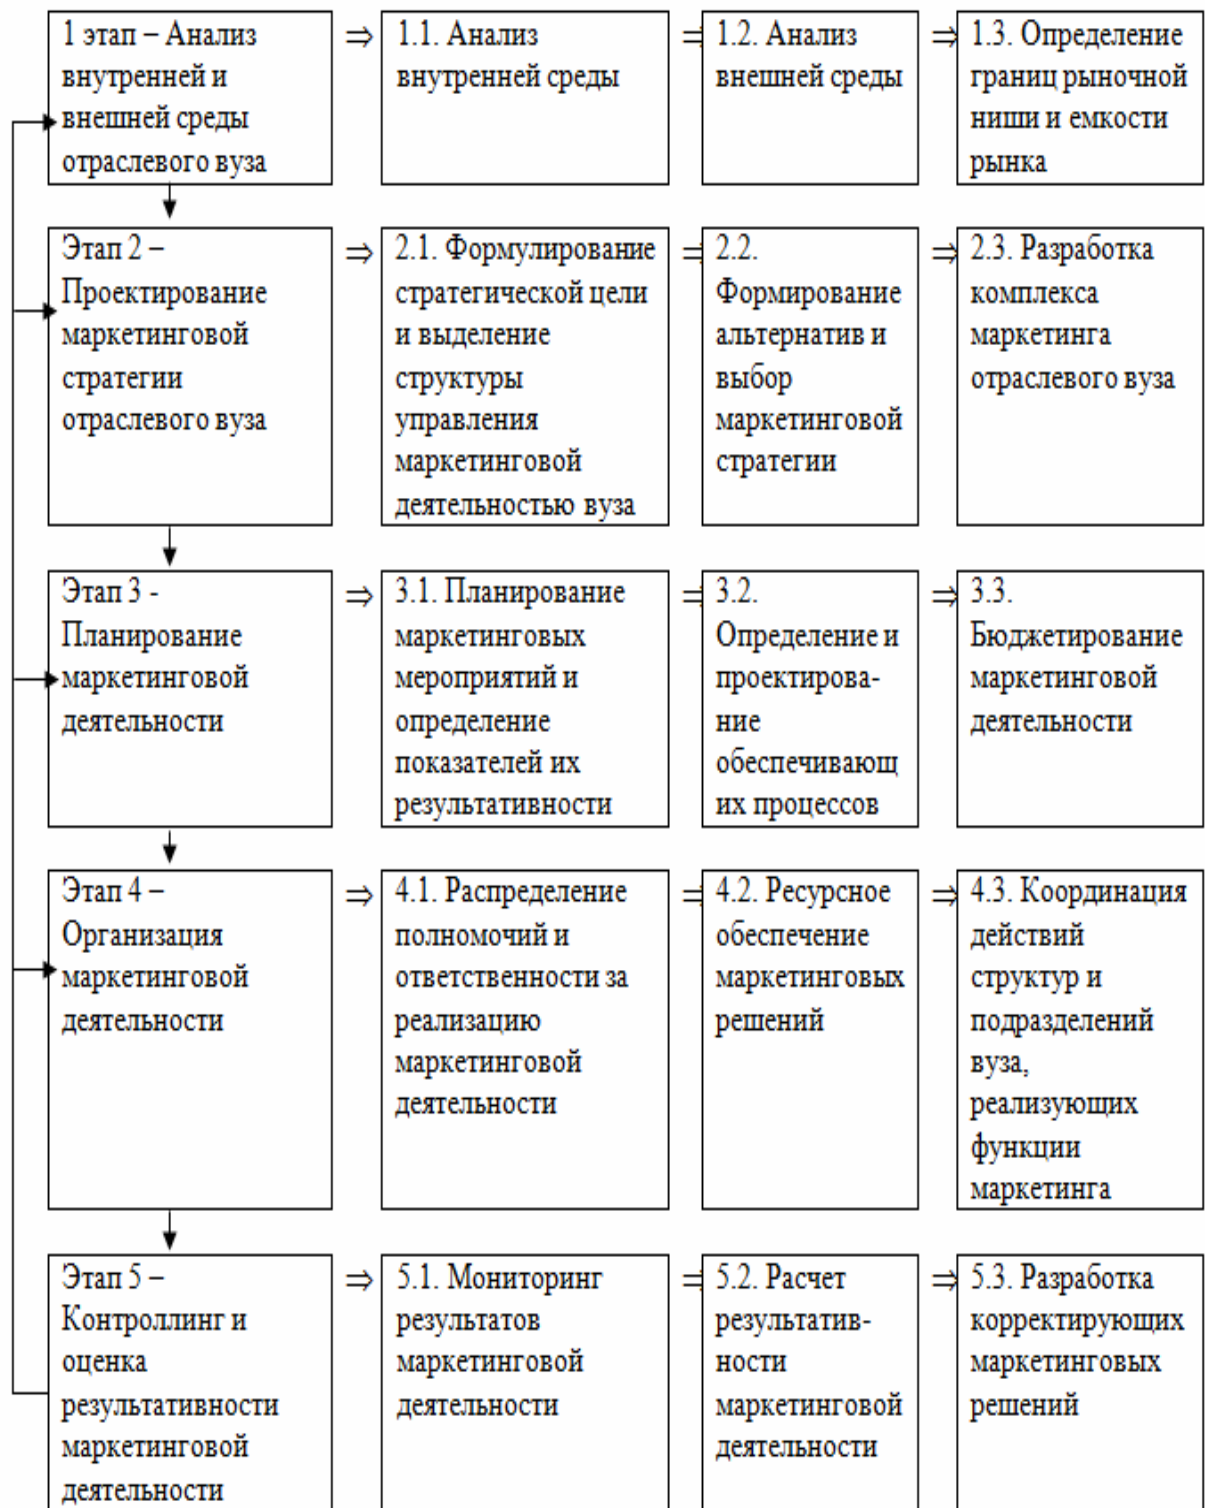 1 этап – Анализ
внутренней и
внешней среды
отраслевого вуза
⇒
1.1. Анализ
внутренней среды
⇒
1.2. Анализ
внешней среды
⇒
1.3. Определение
границ рыночной
ниши и емкости
рынка
Этап 2 –
Проектирование
маркетинговой
стратегии
отраслевого вуза
⇒
2.1. Формулирование
стратегической цели
и выделение
структуры
управления
маркетинговой
деятельностью вуза
⇒
2.2.
Формирование
альтернатив и
выбор
маркетинговой
стратегии
⇒
2.3. Разработка
комплекса
маркетинга
отраслевого вуза
Этап 3 -
Планирование
маркетинговой
деятельности
⇒
3.1. Планирование
маркетинговых
мероприятий и
определение
показателей их
результативности
⇒
3.2.
Определение и
проектирова-
ние
обеспечивающ
их процессов
⇒
3.3.
Бюджетирование
маркетинговой
деятельности
Этап 4 –
Организация
маркетинговой
деятельности
⇒
4.1. Распределение
полномочий и
ответственности за
реализацию
маркетинговой
деятельности
⇒
4.2. Ресурсное
обеспечение
маркетинговых
решений
⇒
4.3. Координация
действий
структур и
подразделений
вуза,
реализующих
функции
маркетинга
Этап 5 –
Контроллинг и
оценка
результативности
маркетинговой
деятельности
⇒
5.1. Мониторинг
результатов
маркетинговой
деятельности
⇒
5.2. Расчет
результатив-
ности
маркетинговой
деятельности
⇒
5.3. Разработка
корректирующих
маркетинговых
решений